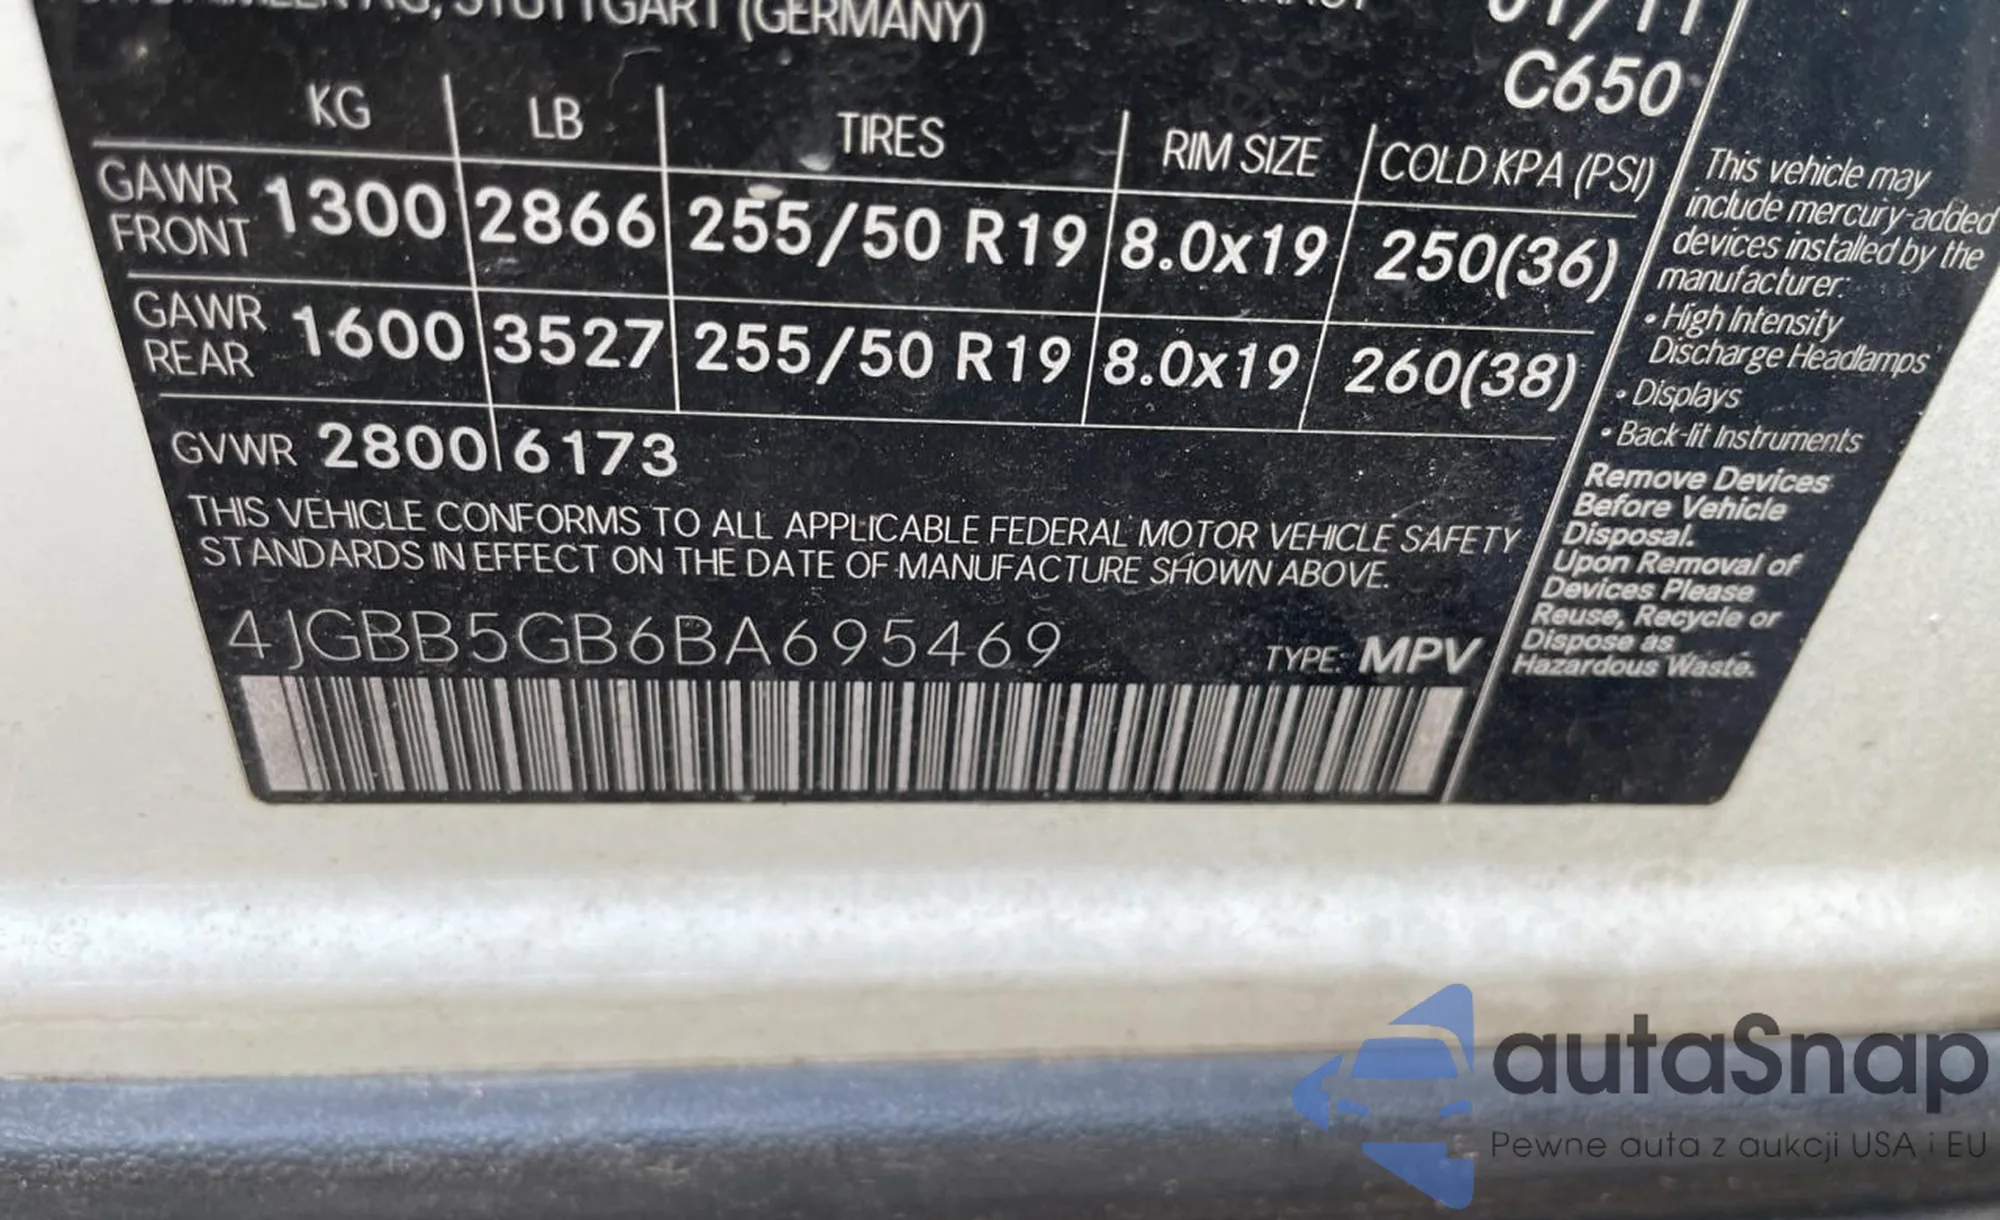 STUTTGART (GERMANY)
01/11
C650
KG LB TIRES RIM SIZE COLD KPA (PSI)
GAWR FRONT 1300 2866 255/50 R19 8.0x19 250(36)
GAWR REAR 1600 3527 255/50 R19 8.0x19 260(38)
GVWR 2800 6173
THIS VEHICLE CONFORMS TO ALL APPLICABLE FEDERAL MOTOR VEHICLE SAFETY
STANDARDS IN EFFECT ON THE DATE OF MANUFACTURE SHOWN ABOVE.
4JGBB5GB6BA695469
TYPE: MPV
This vehicle may
include mercury-added
devices installed by the
manufacturer:
• High Intensity
Discharge Headlamps
• Displays
• Back-lit Instruments
Remove Devices
Before Vehicle
Disposal.
Upon Removal of
Devices Please
Reuse, Recycle or
Dispose as
Hazardous Waste.
autaSnap
Pewne auta z aukcji USA i EU